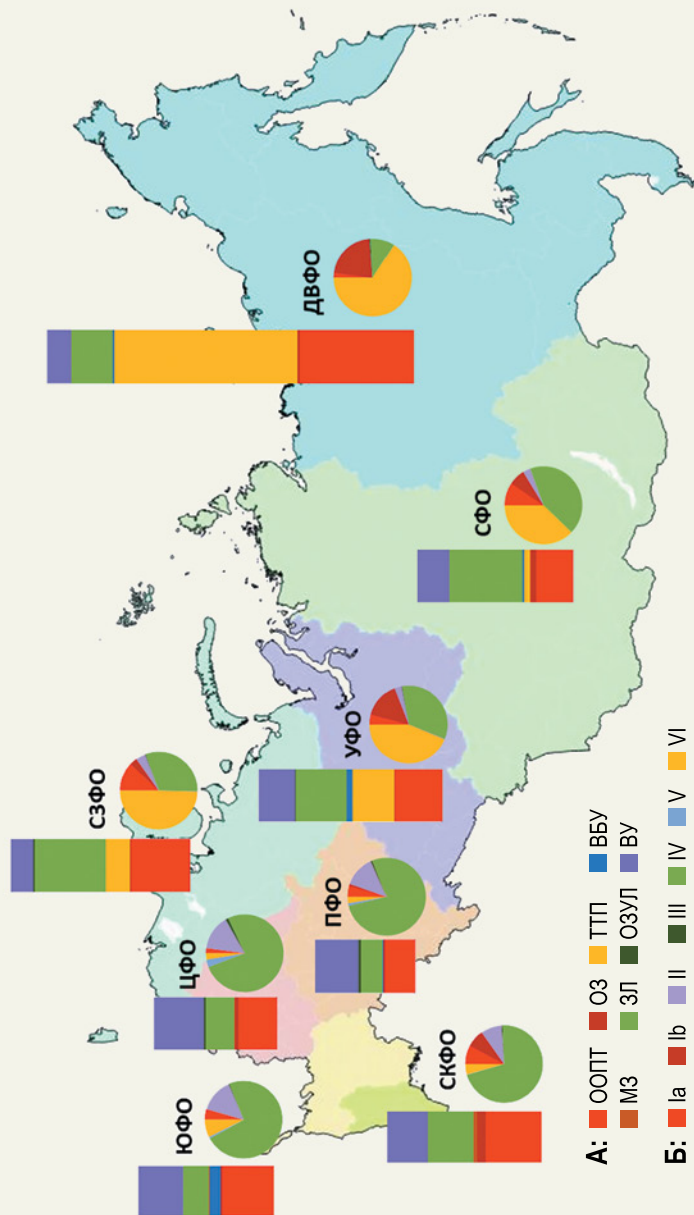 СЗФО
ЦФО
ЮФО
ПФО
УФО
СКФО
СФО
ДВФО
А: ООПТ ОЗ ТТП ВБУ
МЗ ЗЛ ОЗУЛ ВУ
Б: Ia Ib II III IV V VI